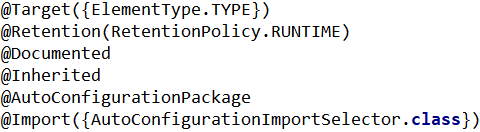 @Target({ElementType.TYPE})
@Retention(RetentionPolicy.RUNTIME)
@Documented
@Inherited
@AutoConfigurationPackage
@Import({AutoConfigurationImportSelector.class})